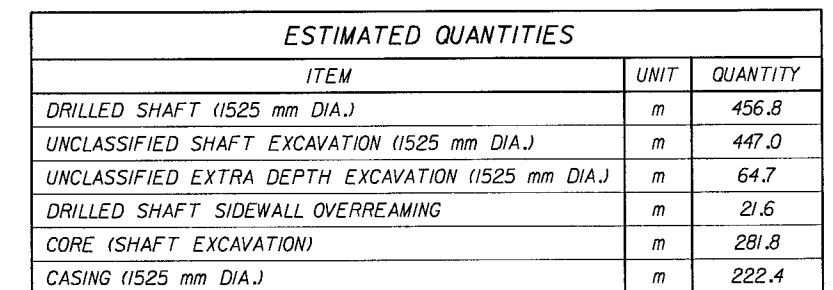 ESTIMATED QUANTITIES
ITEM UNIT QUANTITY
DRILLED SHAFT (1525 mm DIA.) m 456.8
UNCLASSIFIED SHAFT EXCAVATION (1525 mm DIA.) m 447.0
UNCLASSIFIED EXTRA DEPTH EXCAVATION (1525 mm DIA.) m 64.7
DRILLED SHAFT SIDEWALL OVERREAMING m 21.6
CORE (SHAFT EXCAVATION) m 281.8
CASING (1525 mm DIA.) m 222.4